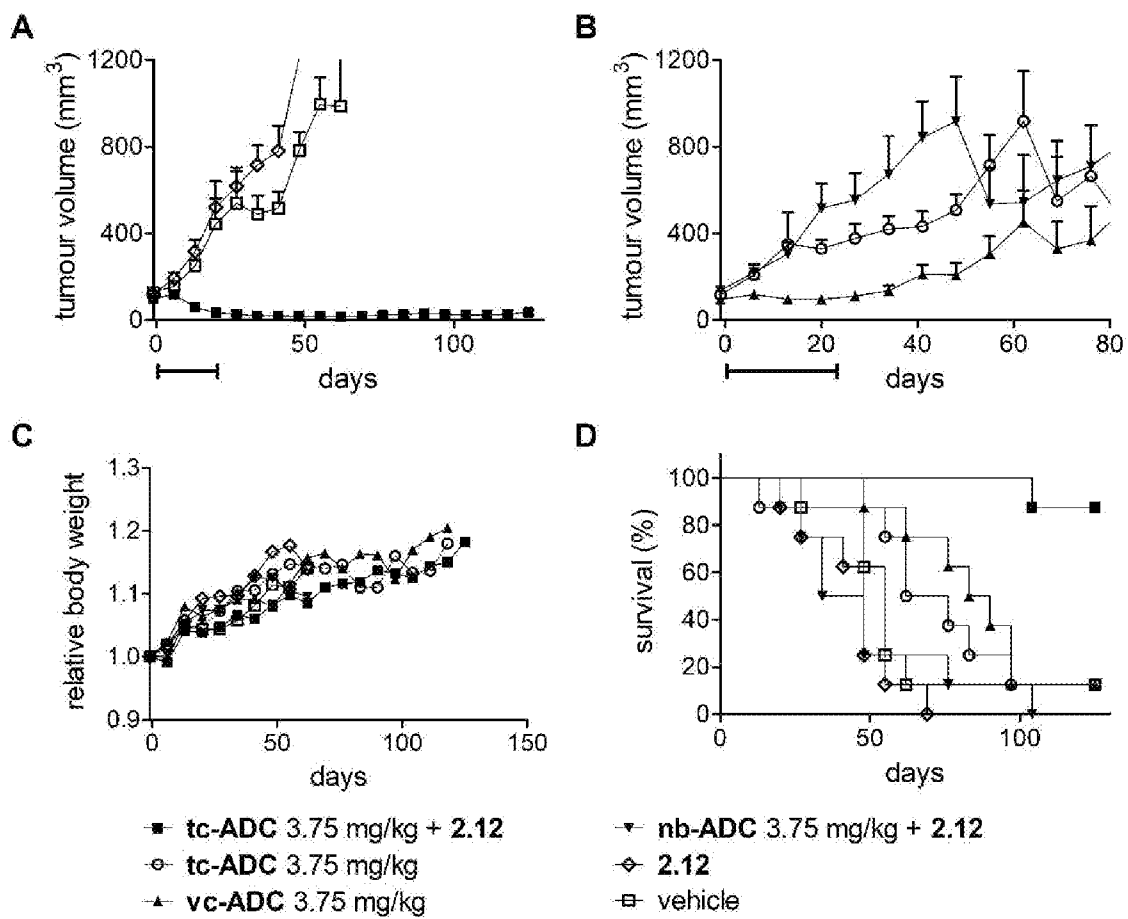 A
tumour volume (mm³)
1200
800
400
0
0 50 100
days
B
tumour volume (mm³)
1200
800
400
0
0 20 40 60 80
days
C
relative body weight
1.3
1.2
1.1
1.0
0.9
0 50 100 150
days
D
survival (%)
100
80
60
40
20
0
0 50 100
days
tc-ADC 3.75 mg/kg + 2.12
tc-ADC 3.75 mg/kg
vc-ADC 3.75 mg/kg
nb-ADC 3.75 mg/kg + 2.12
2.12
vehicle